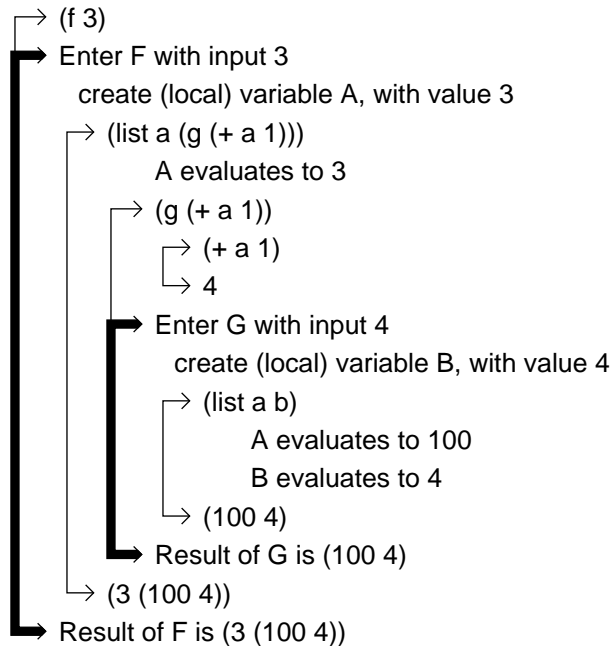 (f 3)
Enter F with input 3
create (local) variable A, with value 3
(list a (g (+ a 1)))
A evaluates to 3
(g (+ a 1))
(+ a 1)
4
Enter G with input 4
create (local) variable B, with value 4
(list a b)
A evaluates to 100
B evaluates to 4
(100 4)
Result of G is (100 4)
(3 (100 4))
Result of F is (3 (100 4))